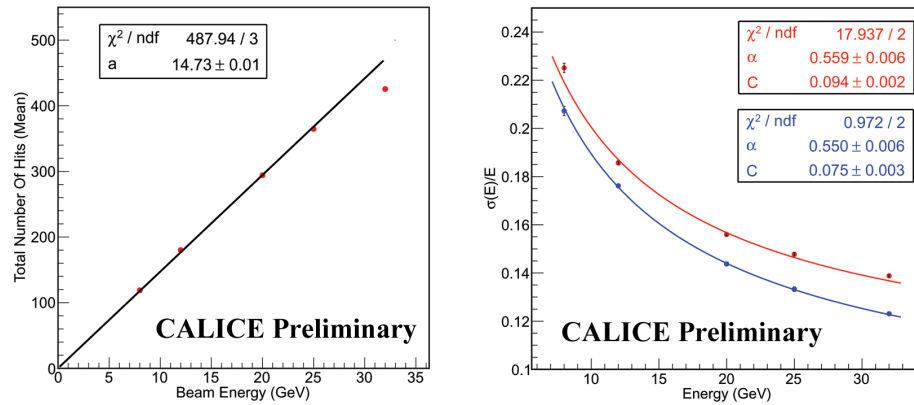 χ² / ndf 487.94 / 3
a 14.73 ± 0.01
Total Number Of Hits (Mean)
500
400
300
200
100
0
0 5 10 15 20 25 30 35
Beam Energy (GeV)
CALICE Preliminary
χ² / ndf 17.937 / 2
α 0.559 ± 0.006
C 0.094 ± 0.002
χ² / ndf 0.972 / 2
α 0.550 ± 0.006
C 0.075 ± 0.003
σ(E)/E
0.24
0.22
0.2
0.18
0.16
0.14
0.12
0.1
10 15 20 25 30
Energy (GeV)
CALICE Preliminary